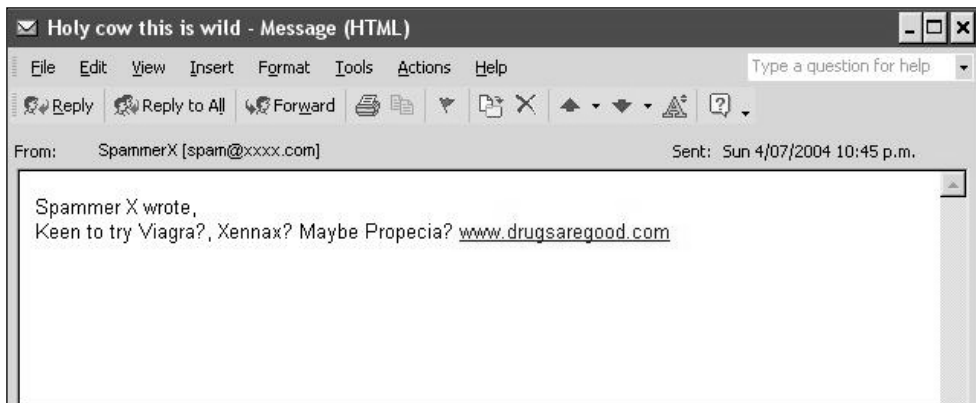 Holy cow this is wild - Message (HTML)
File Edit View Insert Format Tools Actions Help Type a question for help
Reply Reply to All Forward
From: SpammerX [spam@xxxx.com] Sent: Sun 4/07/2004 10:45 p.m.
Spammer X wrote,
Keen to try Viagra?, Xennax? Maybe Propecia? www.drugsaregood.com